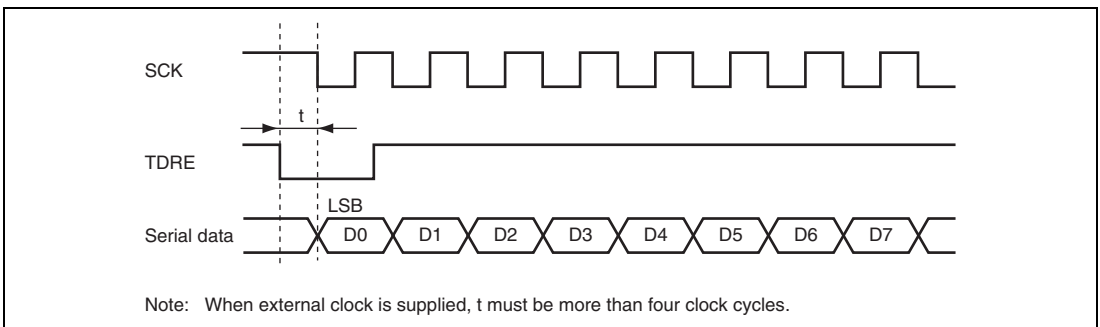 SCK
t
TDRE
LSB
Serial data D0 D1 D2 D3 D4 D5 D6 D7
Note: When external clock is supplied, t must be more than four clock cycles.